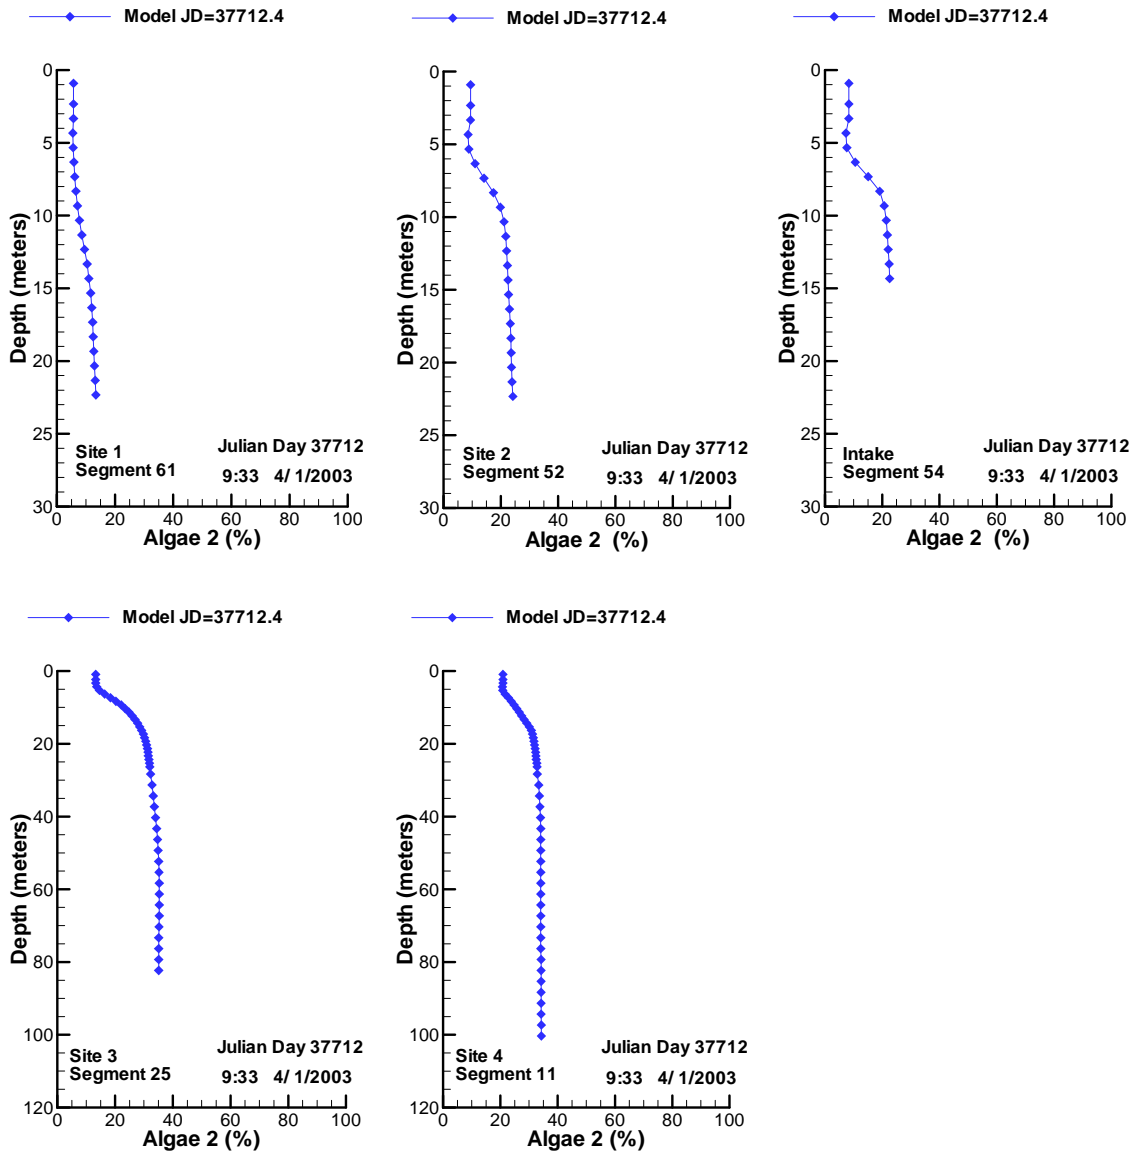 Model JD=37712.4
0
5
10
15
20
25
30
Depth (meters)
Site 1
Segment 61
Julian Day 37712
9:33 4/ 1/2003
0 20 40 60 80 100
Algae 2 (%)
Model JD=37712.4
0
5
10
15
20
25
30
Depth (meters)
Site 2
Segment 52
Julian Day 37712
9:33 4/ 1/2003
0 20 40 60 80 100
Algae 2 (%)
Model JD=37712.4
0
5
10
15
20
25
30
Depth (meters)
Intake
Segment 54
Julian Day 37712
9:33 4/ 1/2003
0 20 40 60 80 100
Algae 2 (%)
Model JD=37712.4
0
20
40
60
80
100
120
Depth (meters)
Site 3
Segment 25
Julian Day 37712
9:33 4/ 1/2003
0 20 40 60 80 100
Algae 2 (%)
Model JD=37712.4
0
20
40
60
80
100
120
Depth (meters)
Site 4
Segment 11
Julian Day 37712
9:33 4/ 1/2003
0 20 40 60 80 100
Algae 2 (%)